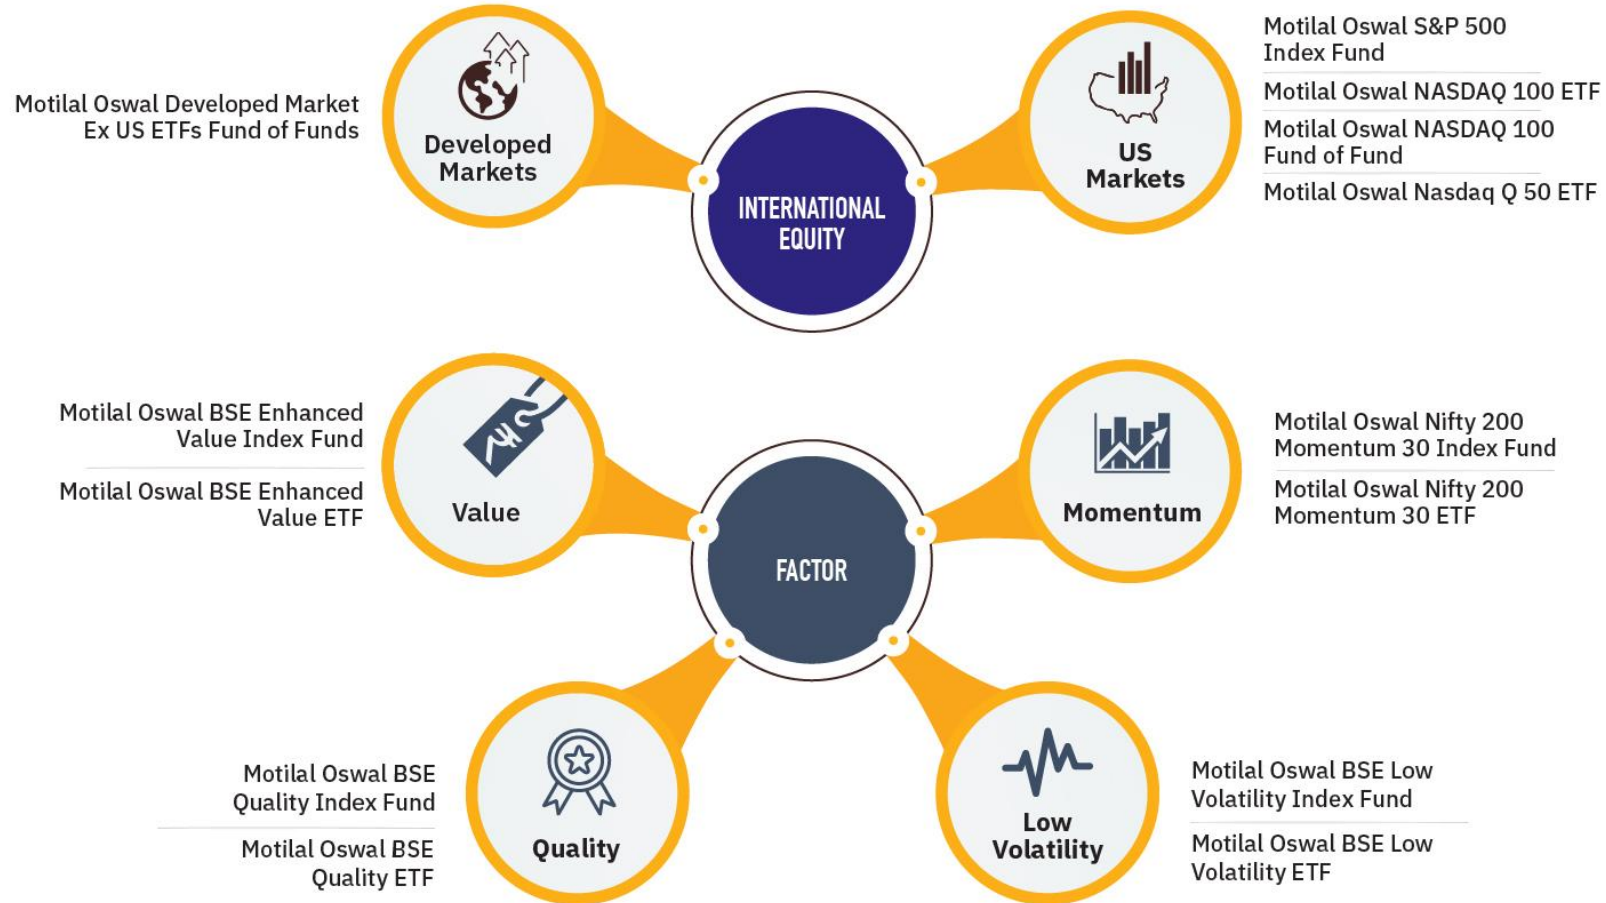 Motilal Oswal Developed Market
Ex US ETFs Fund of Funds
Developed
Markets
INTERNATIONAL
EQUITY
US
Markets
Motilal Oswal S&P 500
Index Fund
Motilal Oswal NASDAQ 100 ETF
Motilal Oswal NASDAQ 100
Fund of Fund
Motilal Oswal Nasdaq Q 50 ETF
Motilal Oswal BSE Enhanced
Value Index Fund
Motilal Oswal BSE Enhanced
Value ETF
Value
FACTOR
Momentum
Motilal Oswal Nifty 200
Momentum 30 Index Fund
Motilal Oswal Nifty 200
Momentum 30 ETF
Motilal Oswal BSE
Quality Index Fund
Motilal Oswal BSE
Quality ETF
Quality
Low
Volatility
Motilal Oswal BSE Low
Volatility Index Fund
Motilal Oswal BSE Low
Volatility ETF